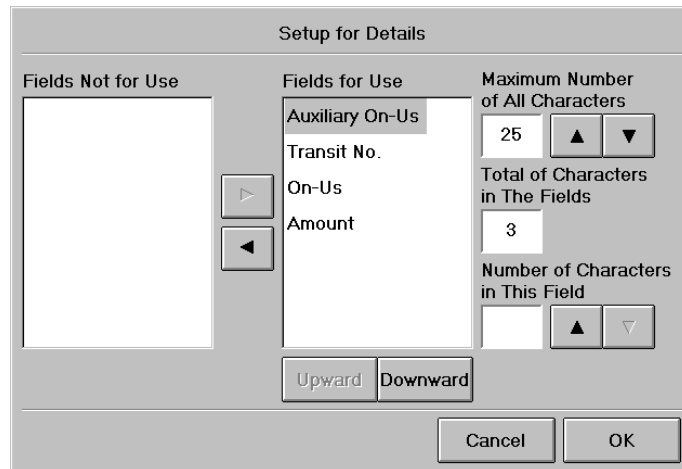 Setup for Details
Fields Not for Use
Fields for Use
Auxiliary On-Us
Transit No.
On-Us
Amount
Upward
Downward
Maximum Number
of All Characters
25
Total of Characters
in The Fields
3
Number of Characters
in This Field
Cancel
OK